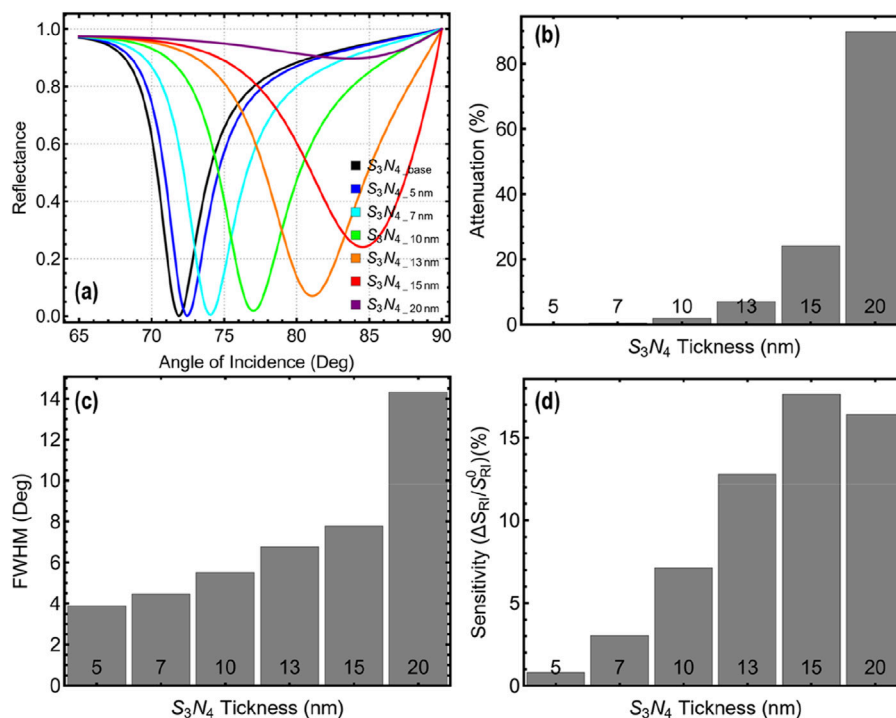 (a)
Reflectance
1.0
0.8
0.6
0.4
0.2
0.0
65 70 75 80 85 90
Angle of Incidence (Deg)
S₃N₄_base
S₃N₄_5 nm
S₃N₄_7 nm
S₃N₄_10 nm
S₃N₄_13 nm
S₃N₄_15 nm
S₃N₄_20 nm
(b)
Attenuation (%)
80
60
40
20
0
5 7 10 13 15 20
S₃N₄ Tickness (nm)
(c)
FWHM (Deg)
14
12
10
8
6
4
2
0
5 7 10 13 15 20
S₃N₄ Tickness (nm)
(d)
Sensitivity (ΔS_RI/S⁰_RI)(%)
15
10
5
0
5 7 10 13 15 20
S₃N₄ Tickness (nm)